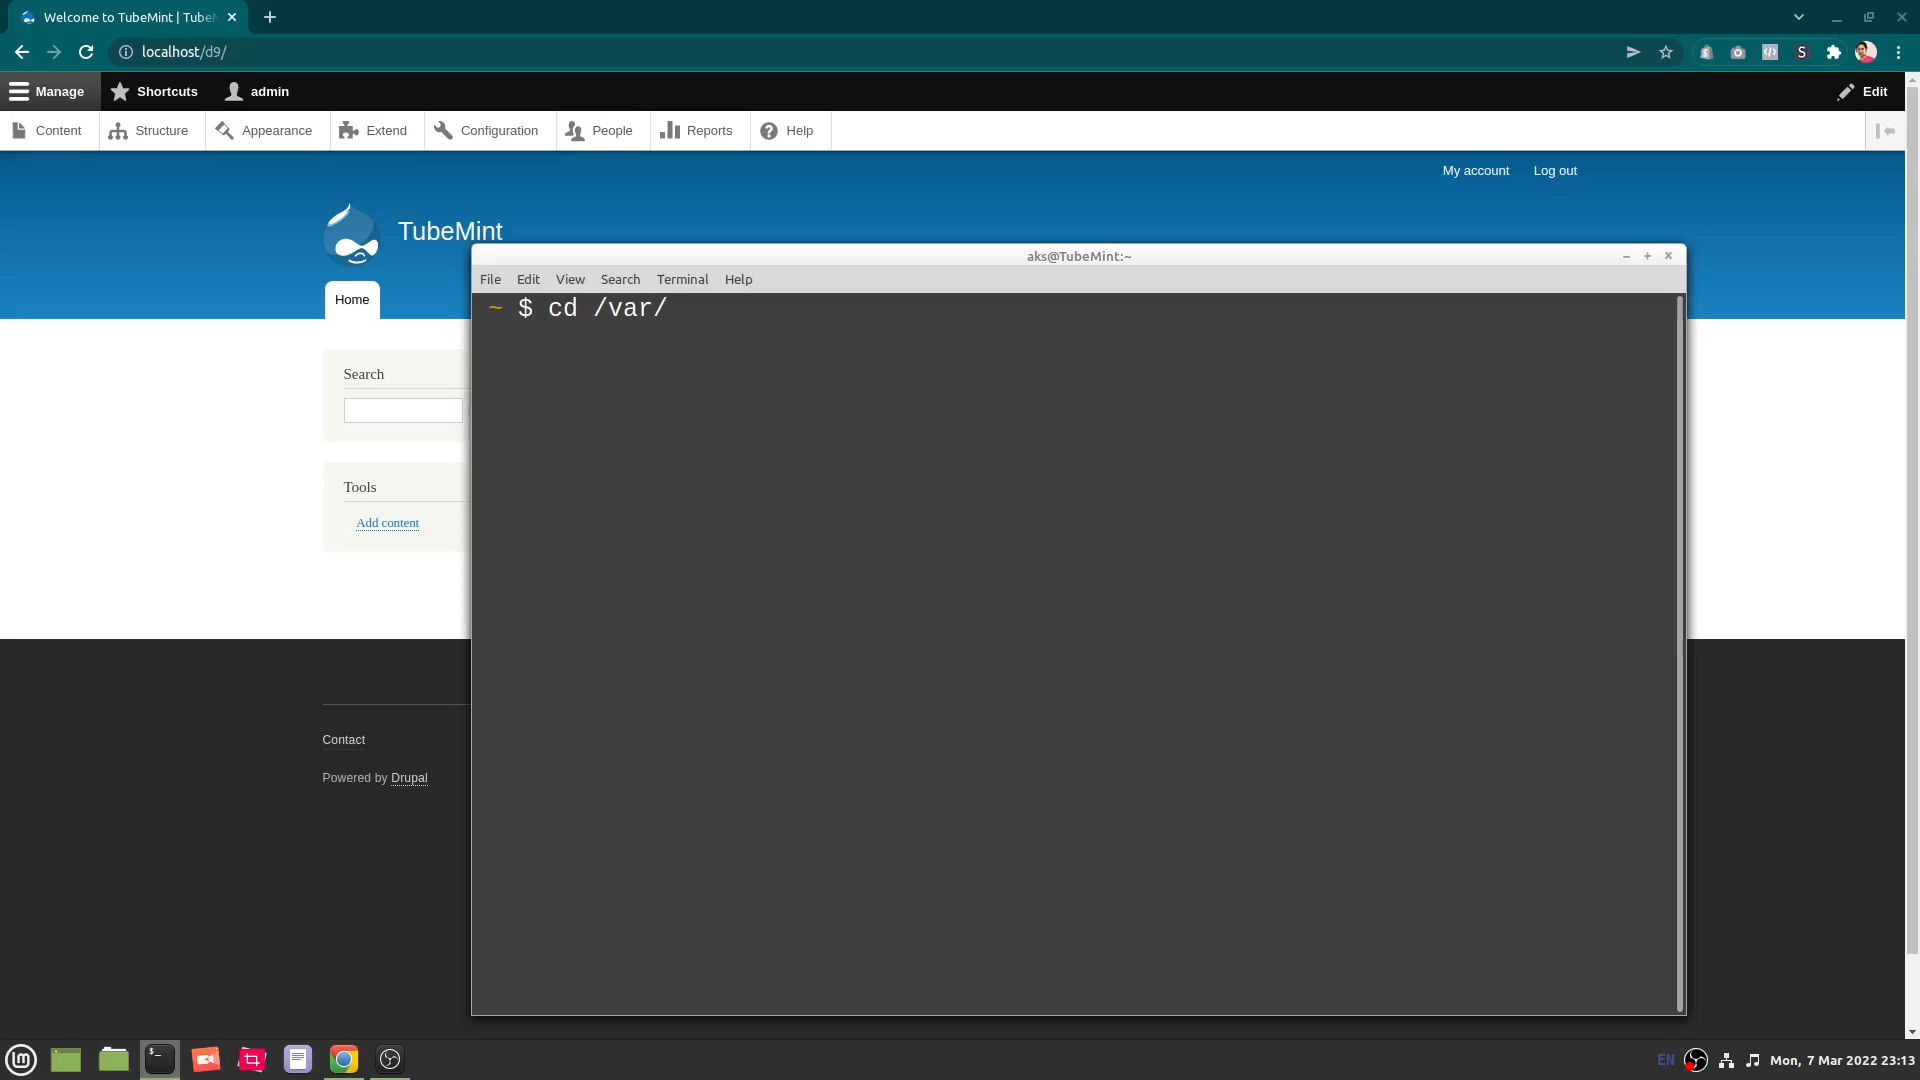 Welcome to TubeMint | TubeM
localhost/d9/
S
Manage
Shortcuts
admin
Edit
Content
Structure
Appearance
Extend
Configuration
People
Reports
Help
My account
Log out
TubeMint
Home
aks@TubeMint:~
File Edit View Search Terminal Help
~ $ cd /var/
Search
Tools
Add content
Contact
Powered by Drupal
EN
Mon, 7 Mar 2022 23:13